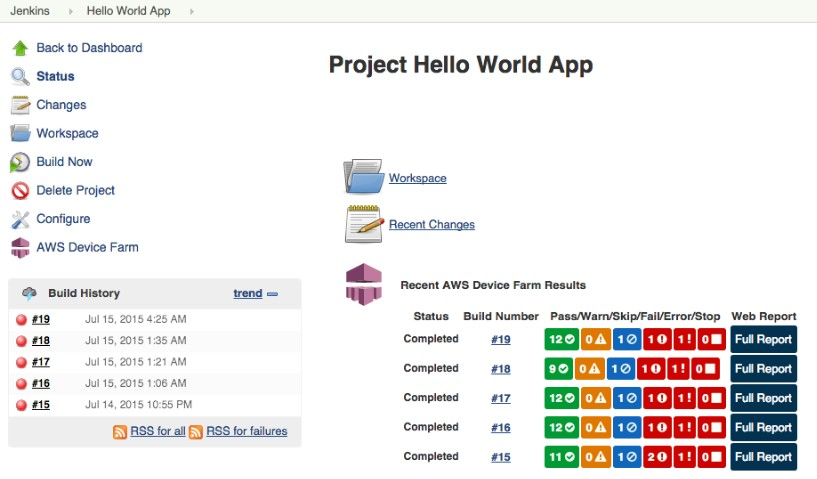 Jenkins Hello World App
Back to Dashboard
Status
Changes
Workspace
Build Now
Delete Project
Configure
AWS Device Farm
Build History trend
#19 Jul 15, 2015 4:25 AM
#18 Jul 15, 2015 1:35 AM
#17 Jul 15, 2015 1:21 AM
#16 Jul 15, 2015 1:06 AM
#15 Jul 14, 2015 10:55 PM
RSS for all RSS for failures
Project Hello World App
Workspace
Recent Changes
Recent AWS Device Farm Results
Status Build Number Pass/Warn/Skip/Fail/Error/Stop Web Report
Completed #19 12 0 1 1 1 0 Full Report
Completed #18 9 0 1 1 1 0 Full Report
Completed #17 12 0 1 1 1 0 Full Report
Completed #16 12 0 1 1 1 0 Full Report
Completed #15 11 0 1 2 1 0 Full Report